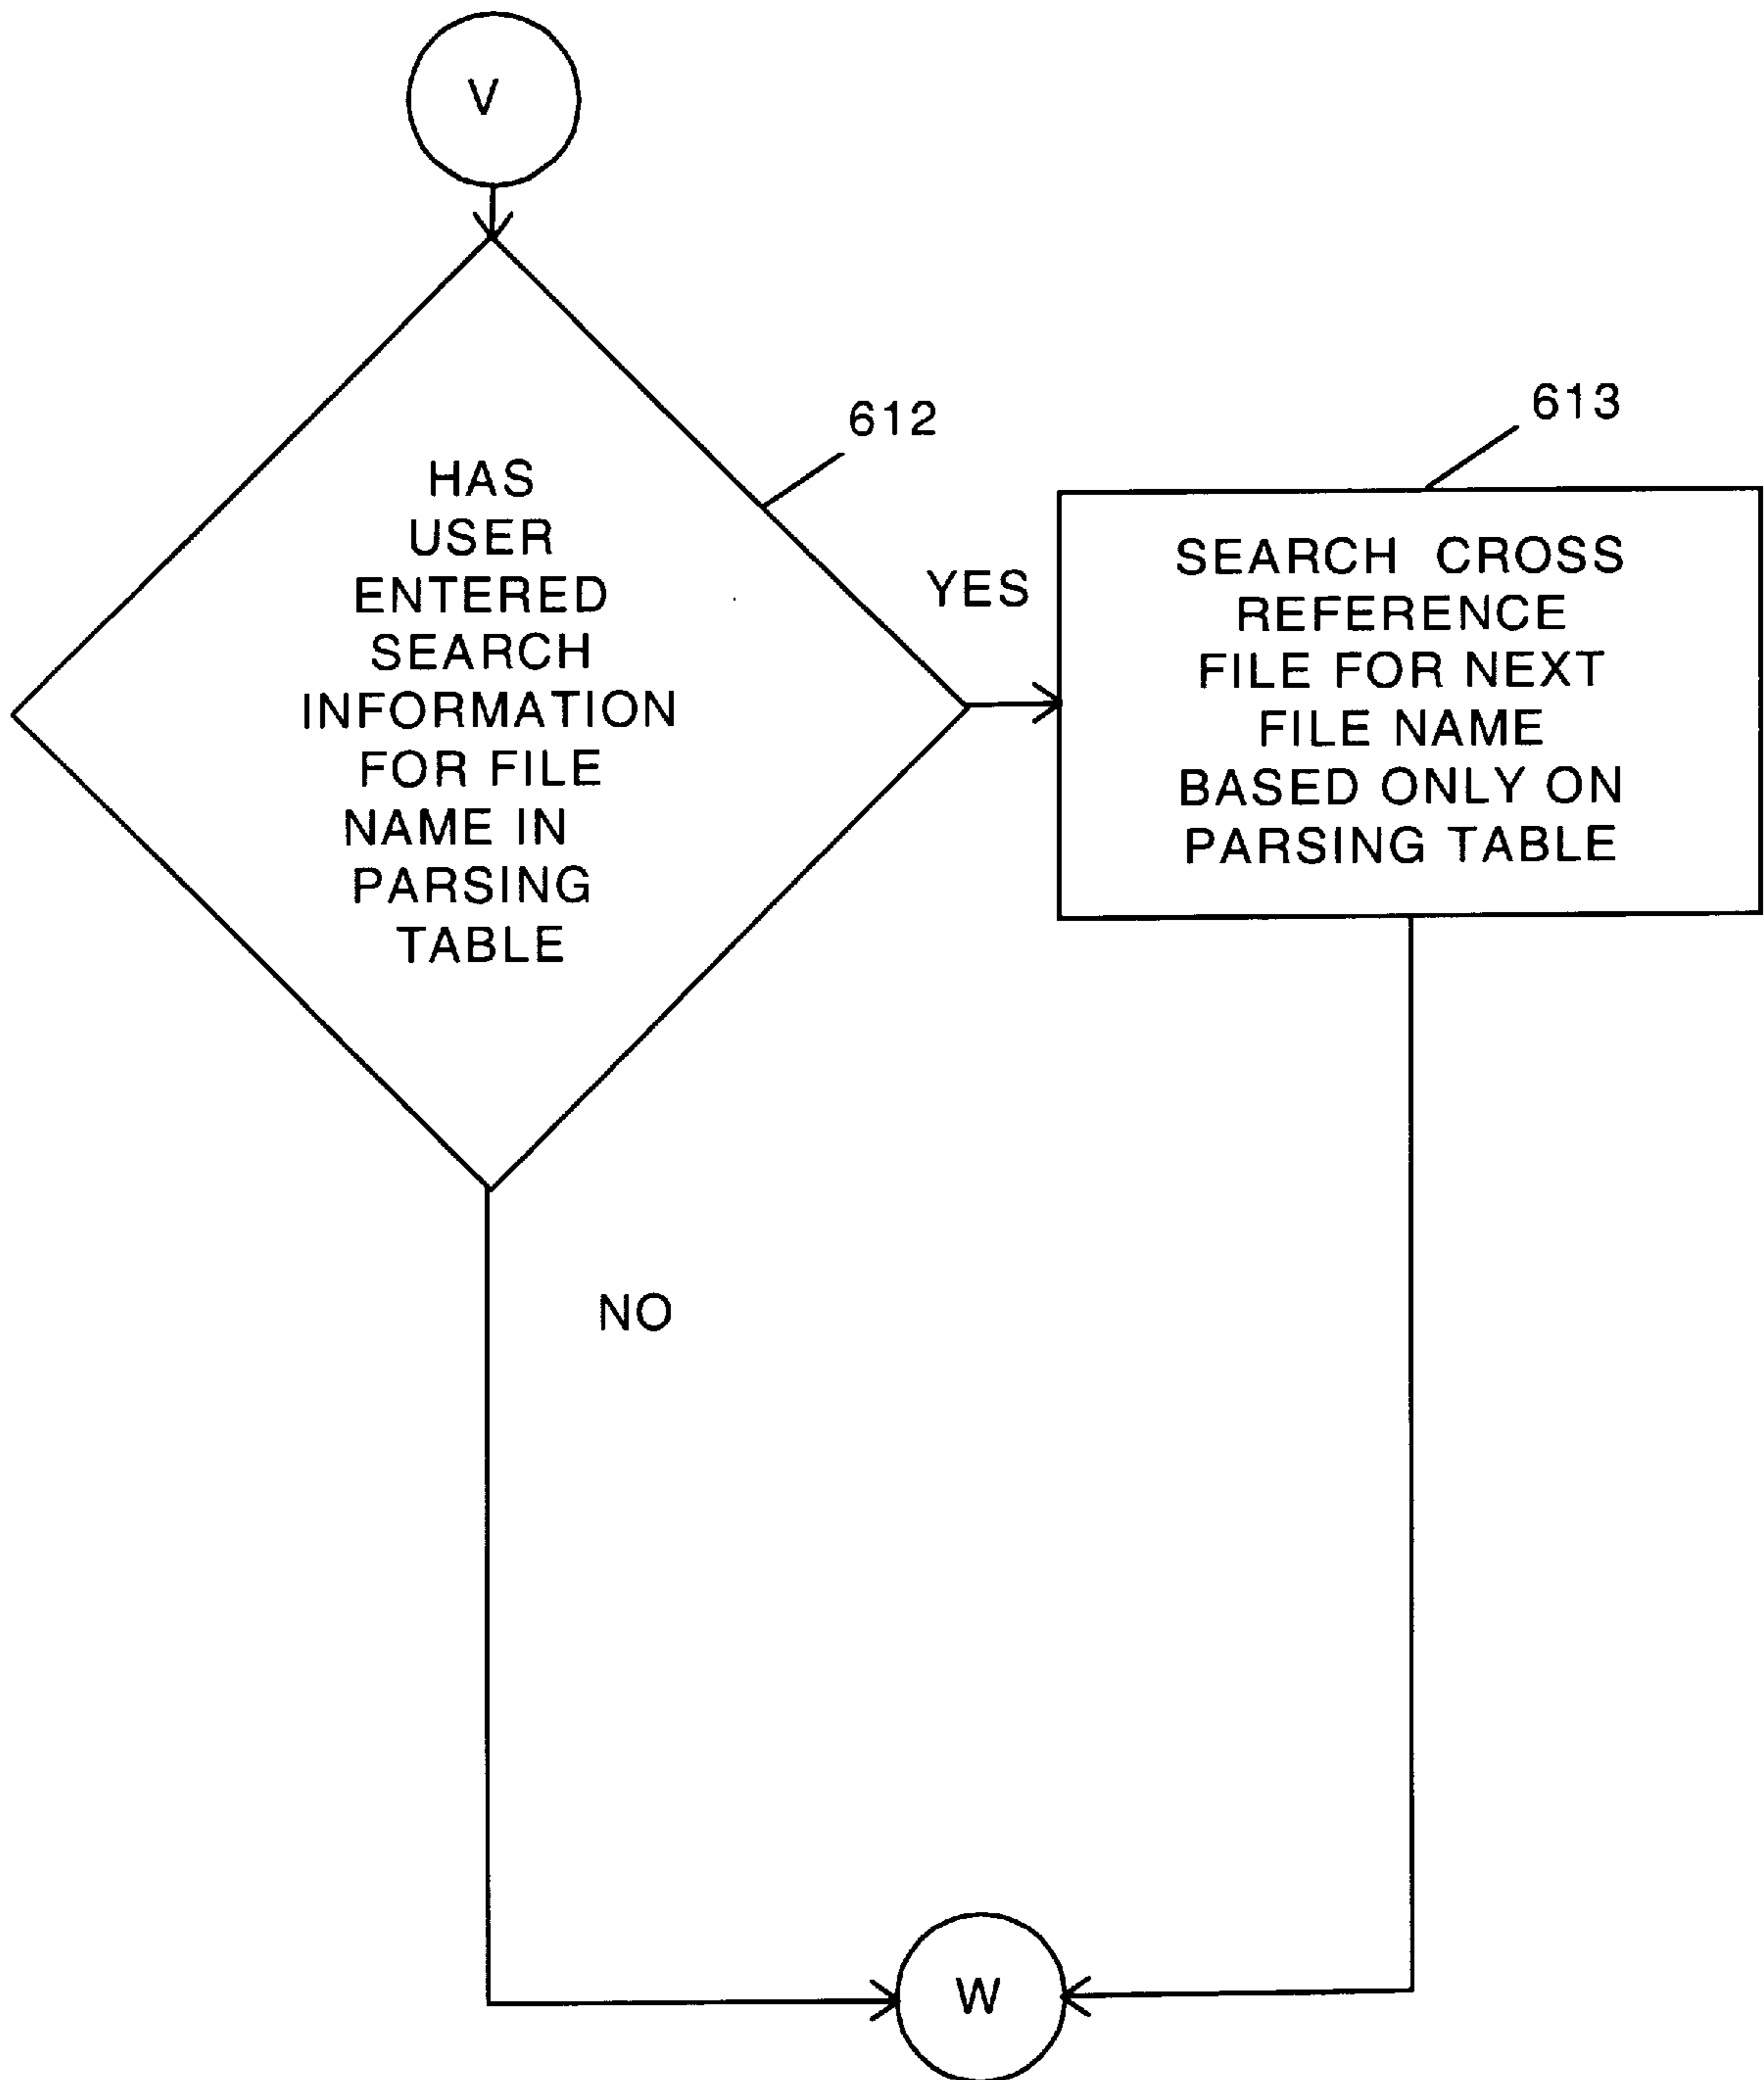 V
612
HAS
USER
ENTERED
SEARCH
INFORMATION
FOR FILE
NAME IN
PARSING
TABLE
YES
613
SEARCH CROSS
REFERENCE
FILE FOR NEXT
FILE NAME
BASED ONLY ON
PARSING TABLE
NO
W